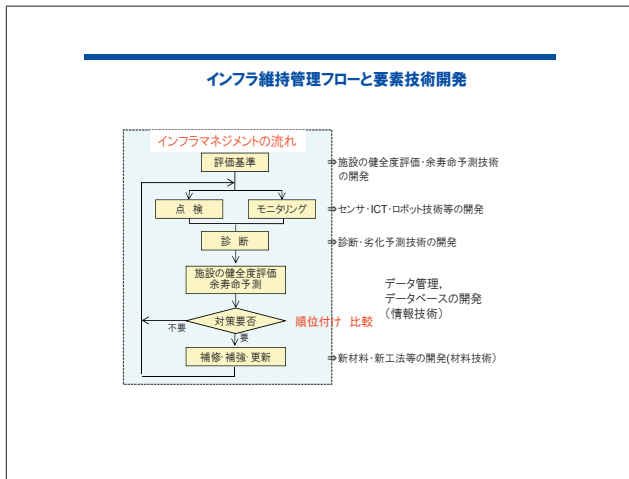 インフラ維持管理フローと要素技術開発
インフラマネジメントの流れ
評価基準
⇒施設の健全度評価・余寿命予測技術
の開発
点 検
モニタリング
⇒センサ・ICT・ロボット技術等の開発
診 断
⇒診断・劣化予測技術の開発
施設の健全度評価
余寿命予測
データ管理,
データベースの開発
（情報技術）
対策要否
順位付け 比較
不要
要
補修・補強・更新
⇒新材料・新工法等の開発(材料技術）